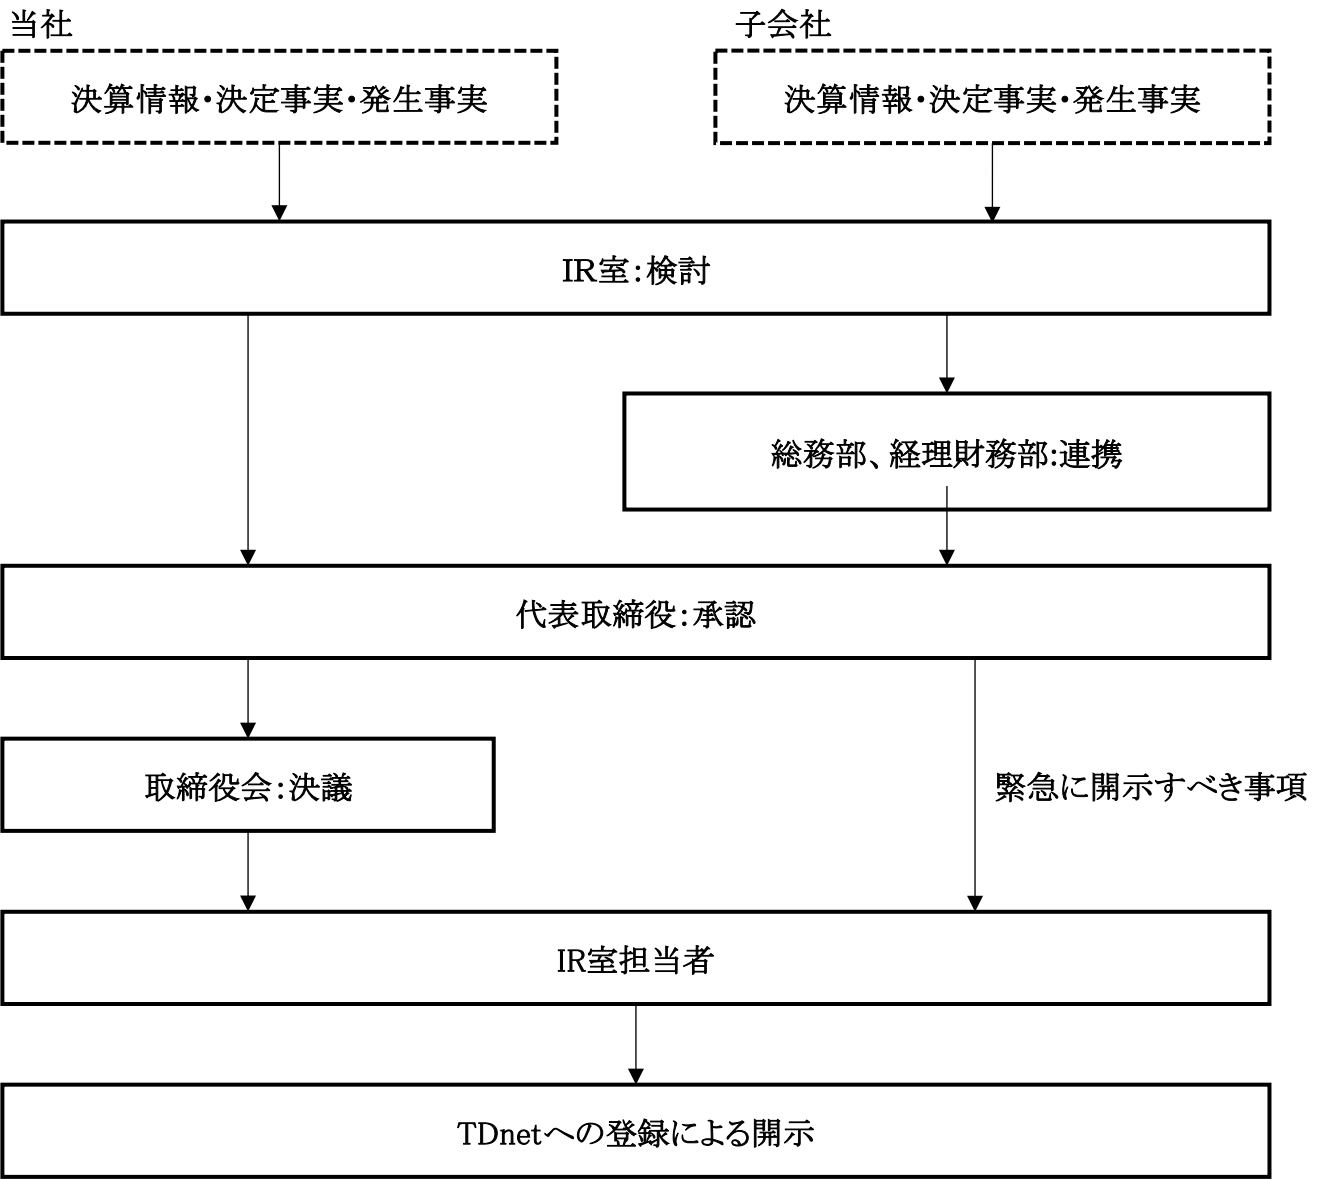 当社
子会社
決算情報・決定事実・発生事実
決算情報・決定事実・発生事実
IR室：検討
総務部、経理財務部:連携
代表取締役：承認
取締役会：決議
緊急に開示すべき事項
IR室担当者
TDnetへの登録による開示